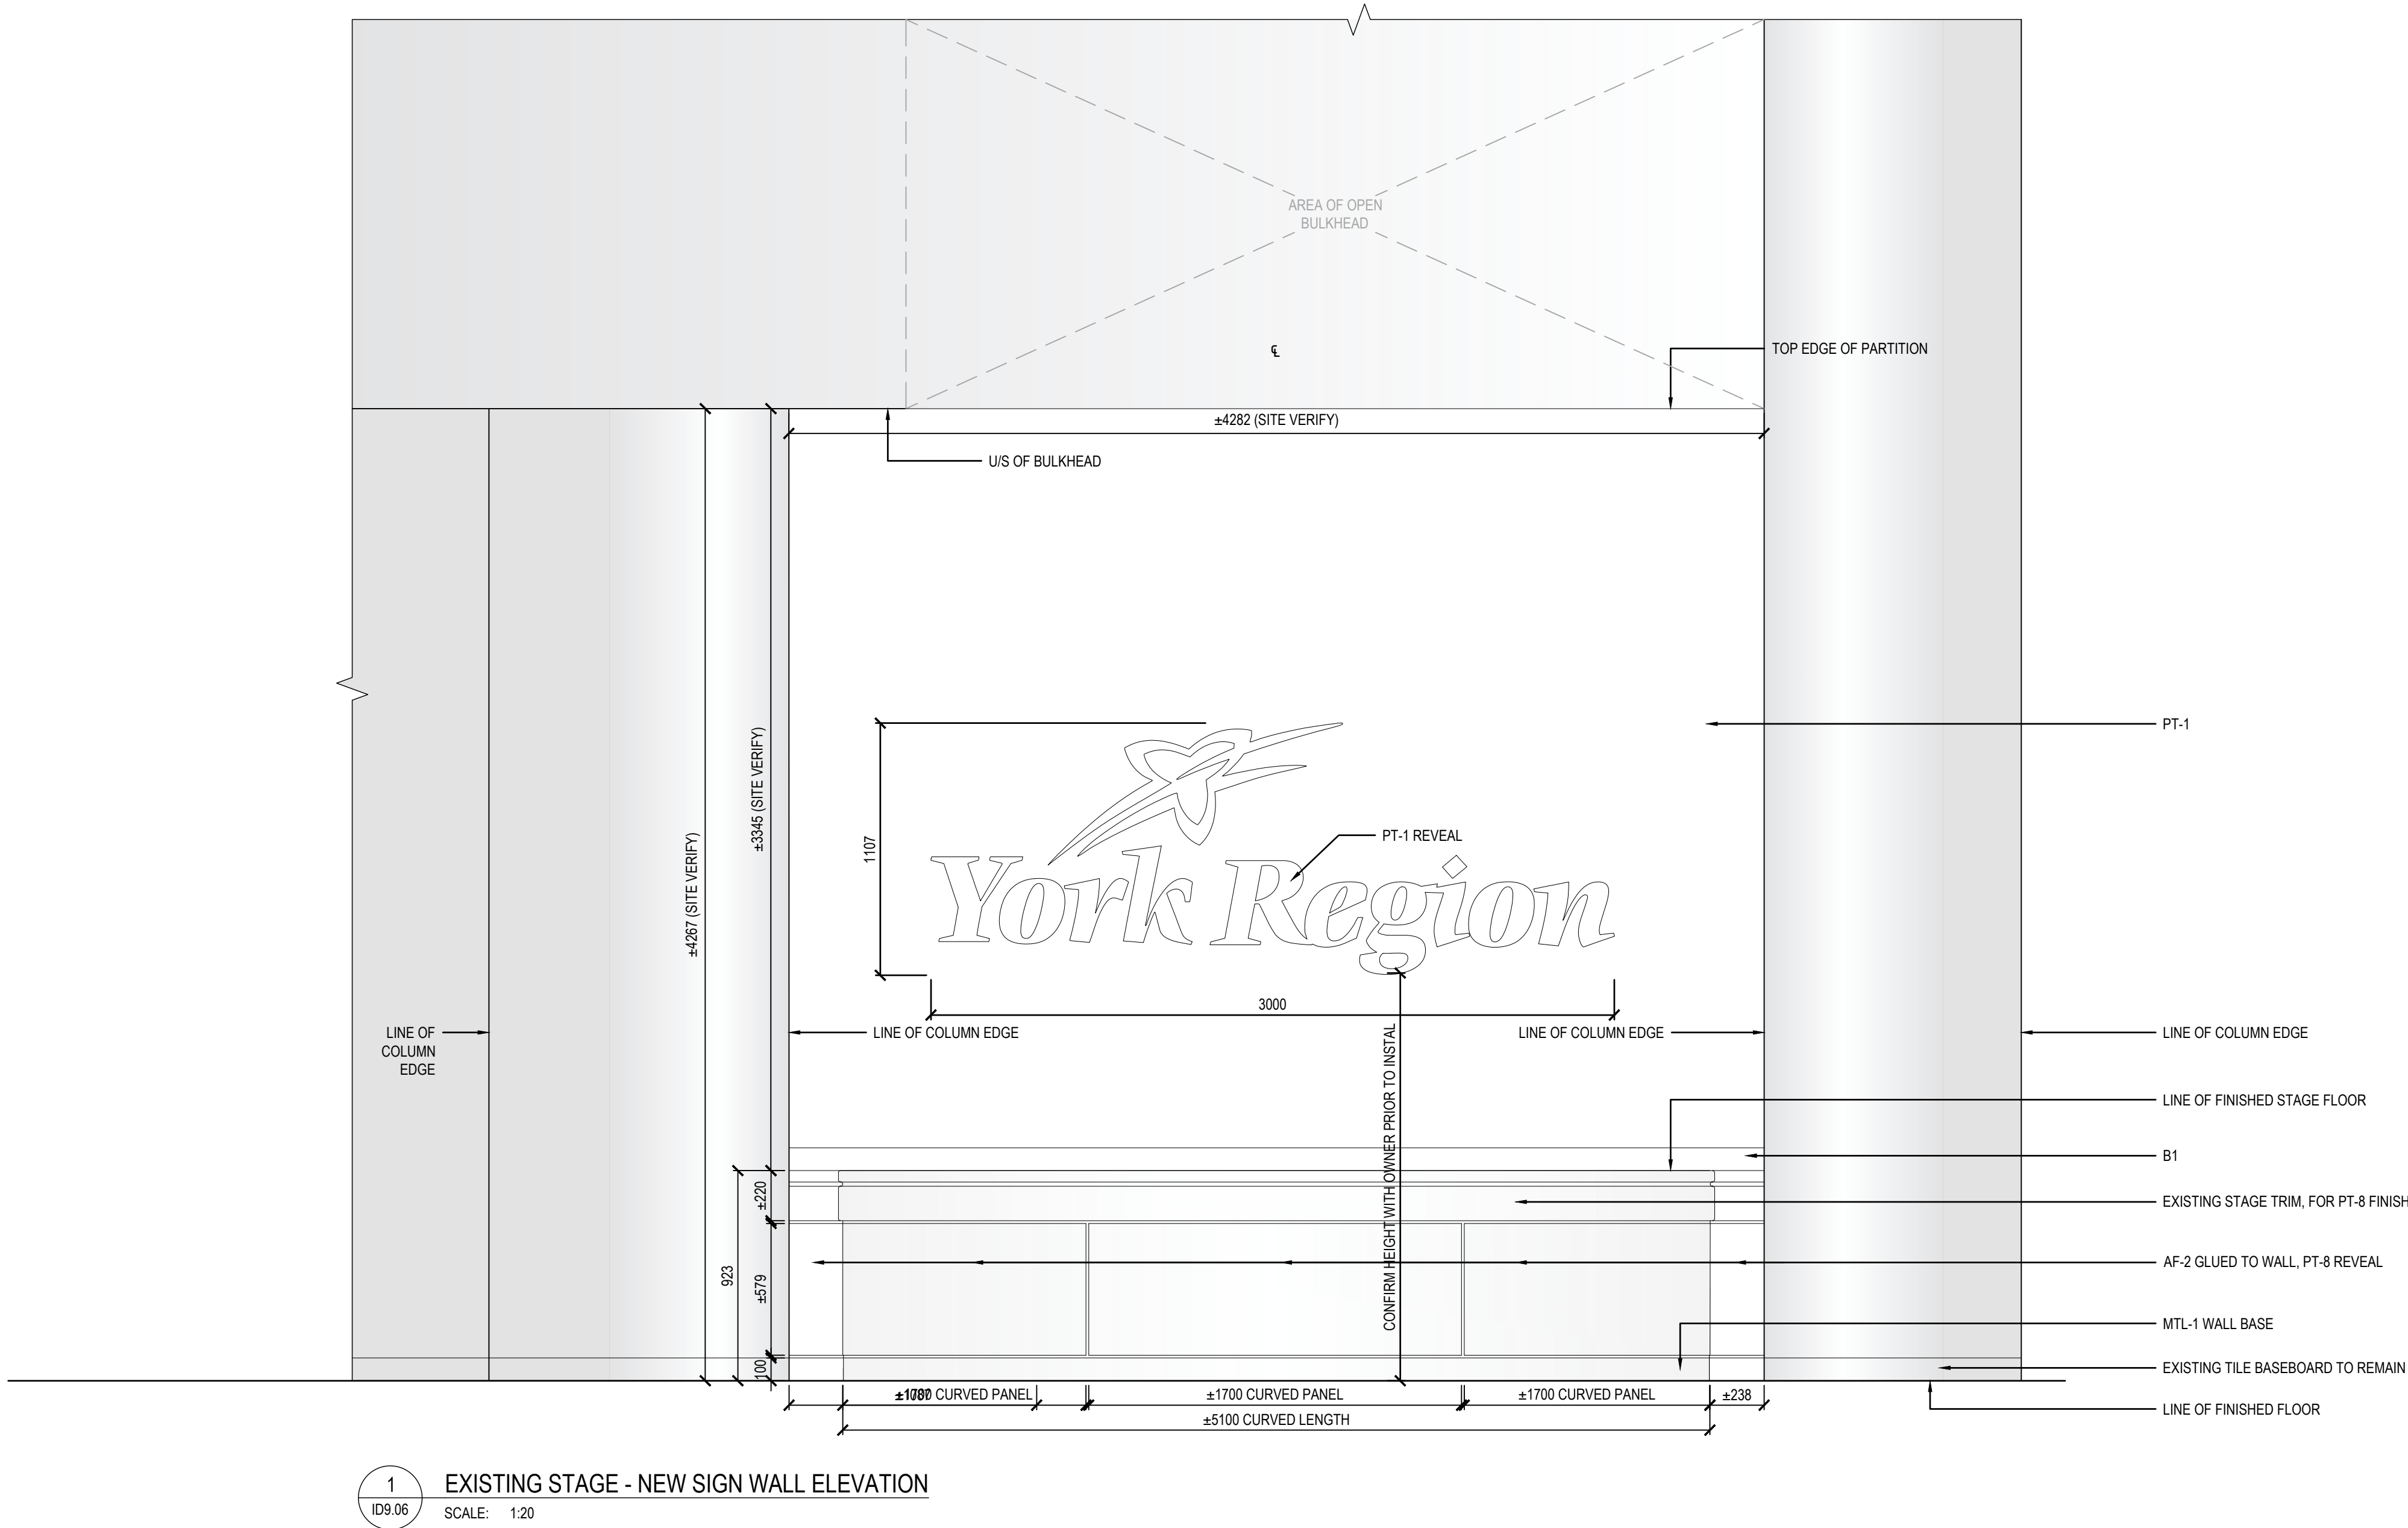 AREA OF OPEN
BULKHEAD
℄
TOP EDGE OF PARTITION
±4282 (SITE VERIFY)
U/S OF BULKHEAD
±4267 (SITE VERIFY)
±3345 (SITE VERIFY)
PT-1
1107
PT-1 REVEAL
York Region
3000
CONFIRM HEIGHT WITH OWNER PRIOR TO INSTAL
LINE OF
COLUMN
EDGE
LINE OF COLUMN EDGE
LINE OF COLUMN EDGE
LINE OF COLUMN EDGE
LINE OF FINISHED STAGE FLOOR
B1
±220
EXISTING STAGE TRIM, FOR PT-8 FINISH
923
±579
AF-2 GLUED TO WALL, PT-8 REVEAL
MTL-1 WALL BASE
100
EXISTING TILE BASEBOARD TO REMAIN
CURVED PANEL
±1700 CURVED PANEL
±1700 CURVED PANEL
±238
±5100 CURVED LENGTH
LINE OF FINISHED FLOOR
1
ID9.06
EXISTING STAGE - NEW SIGN WALL ELEVATION
SCALE: 1:20